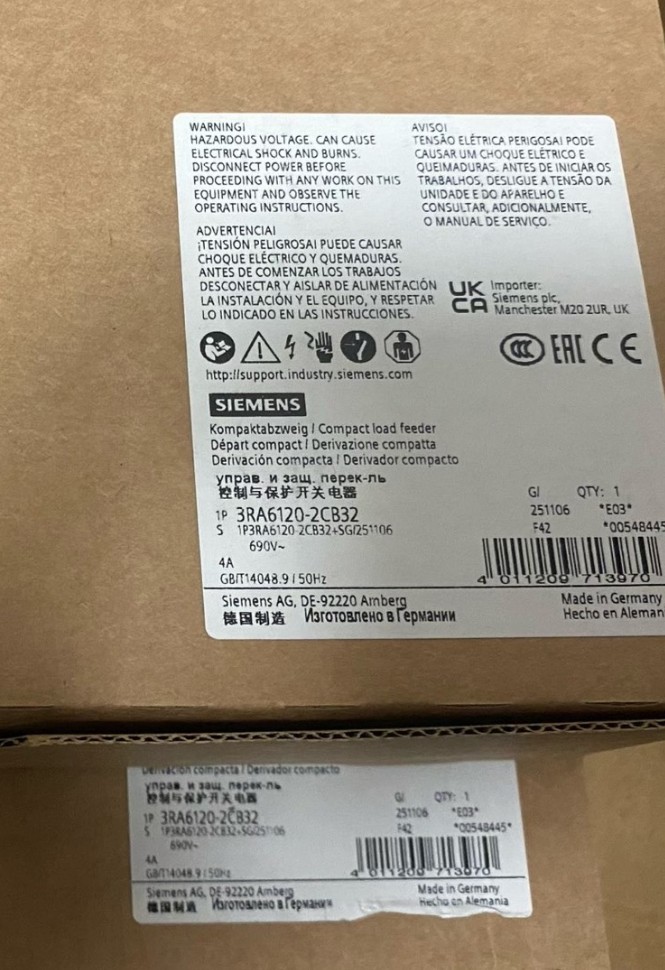 WARNING!
HAZARDOUS VOLTAGE. CAN CAUSE
ELECTRICAL SHOCK AND BURNS.
DISCONNECT POWER BEFORE
PROCEEDING WITH ANY WORK ON THIS
EQUIPMENT AND OBSERVE THE
OPERATING INSTRUCTIONS.
ADVERTENCIA!
¡TENSIÓN PELIGROSA! PUEDE CAUSAR
CHOQUE ELÉCTRICO Y QUEMADURAS.
ANTES DE COMENZAR LOS TRABAJOS
DESCONECTAR Y AISLAR DE ALIMENTACIÓN
LA INSTALACIÓN Y EL EQUIPO, Y RESPETAR
LO INDICADO EN LAS INSTRUCCIONES.
AVISO!
TENSÃO ELÉTRICA PERIGOSA! PODE
CAUSAR UM CHOQUE ELÉTRICO E
QUEIMADURAS. ANTES DE INICIAR OS
TRABALHOS, DESLIGUE A TENSÃO DA
UNIDADE E DO APARELHO E
CONSULTAR, ADICIONALMENTE,
O MANUAL DE SERVIÇO.
UK
CA
Importer:
Siemens plc,
Manchester M20 2UR, UK
CCC EAC CE
http://support.industry.siemens.com
SIEMENS
Kompaktabzweig / Compact load feeder
Départ compact / Derivazione compatta
Derivación compacta / Derivador compacto
управ. и защ. перек-ль
控制与保护开关电器
1P 3RA6120-2CB32
S 1P3RA6120-2CB32+SG/251106
690V~
4A
GB/T14048.9 / 50Hz
G/ QTY: 1
251106 *E03*
F42 *00548445
4 011209 713970
Siemens AG, DE-92220 Amberg
德国制造 Изготовлено в Германии
Made in Germany
Hecho en Aleman
Derivación compacta / Derivador compacto
управ. и защ. перек-ль
控制与保护开关电器
1P 3RA6120-2CB32
S 1P3RA6120-2CB32+SG/251106
690V~
4A
GB/T14048.9 / 50Hz
G/ QTY: 1
251106 *E03*
F42 *00548445*
4 011209 713970
Siemens AG, DE-92220 Amberg
德国制造 Изготовлено в Германии
Made in Germany
Hecho en Alemania